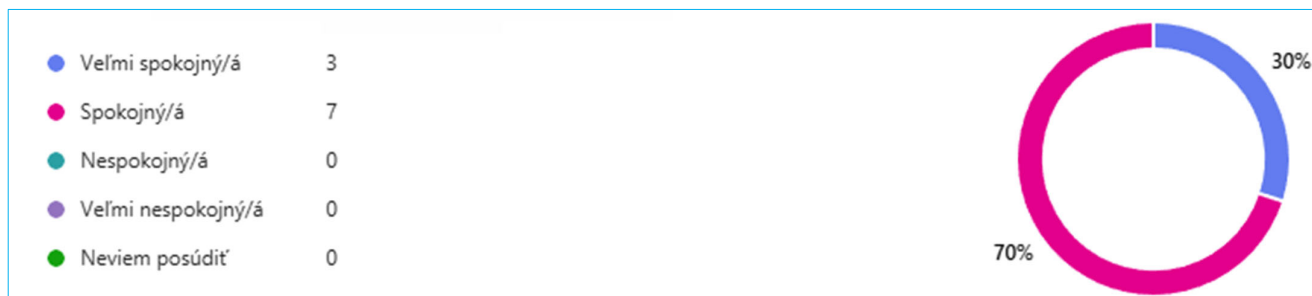 Veľmi spokojný/á 3
Spokojný/á 7
Nespokojný/á 0
Veľmi nespokojný/á 0
Neviem posúdiť 0
30%
70%